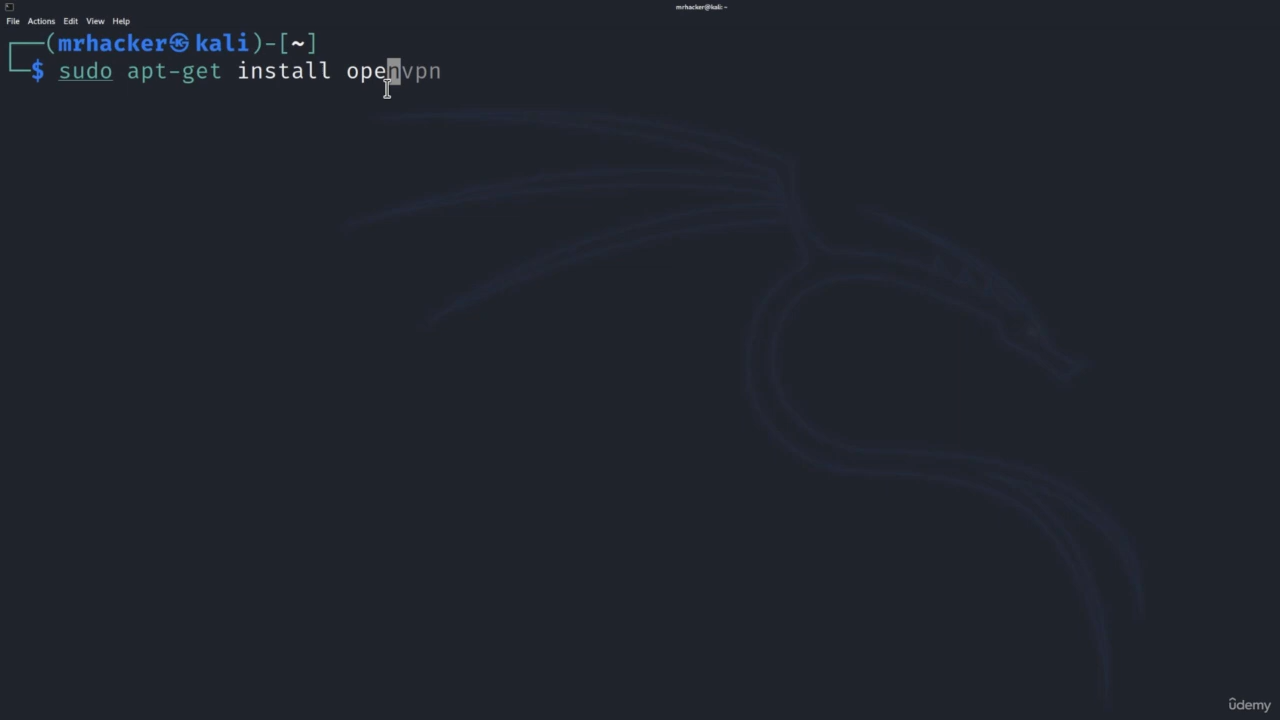 mrhacker@kali: ~
File Actions Edit View Help
┌──(mrhacker㉿kali)-[~]
└─$ sudo apt-get install openvpn
ûdemy